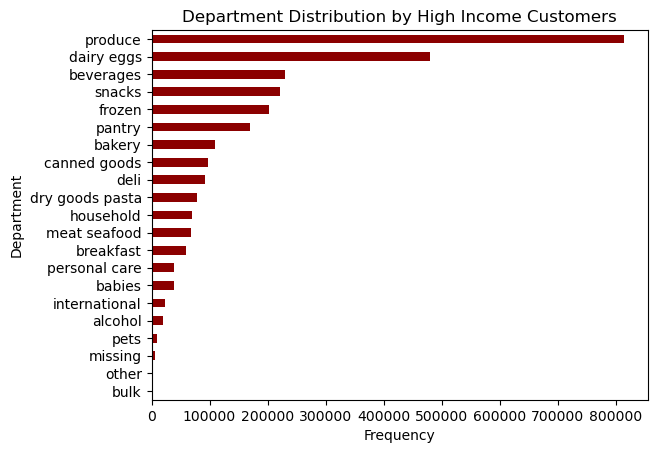 Department Distribution by High Income Customers
produce
dairy eggs
beverages
snacks
frozen
pantry
bakery
canned goods
deli
dry goods pasta
household
meat seafood
breakfast
personal care
babies
international
alcohol
pets
missing
other
bulk
Department
0 100000 200000 300000 400000 500000 600000 700000 800000
Frequency